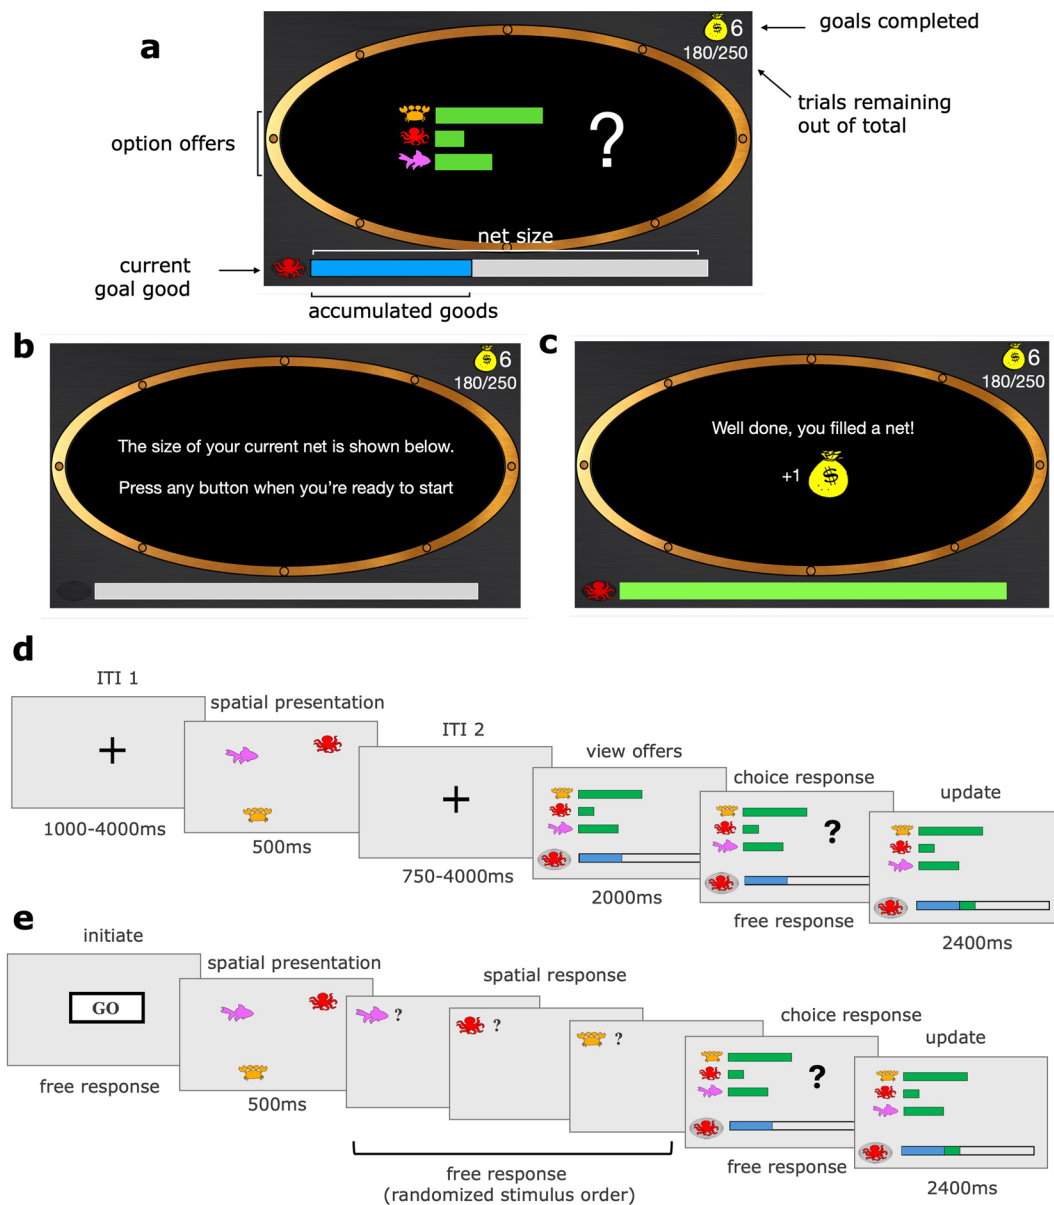 a
6
goals completed
180/250
trials remaining
out of total
option offers
?
net size
current
goal good
accumulated goods
b
6
180/250
The size of your current net is shown below.
Press any button when you're ready to start
c
6
180/250
Well done, you filled a net!
+1
d
ITI 1
1000-4000ms
spatial presentation
500ms
ITI 2
750-4000ms
view offers
2000ms
choice response
?
free response
update
2400ms
e
initiate
GO
free response
spatial presentation
500ms
spatial response
?
?
?
free response
(randomized stimulus order)
choice response
?
free response
update
2400ms